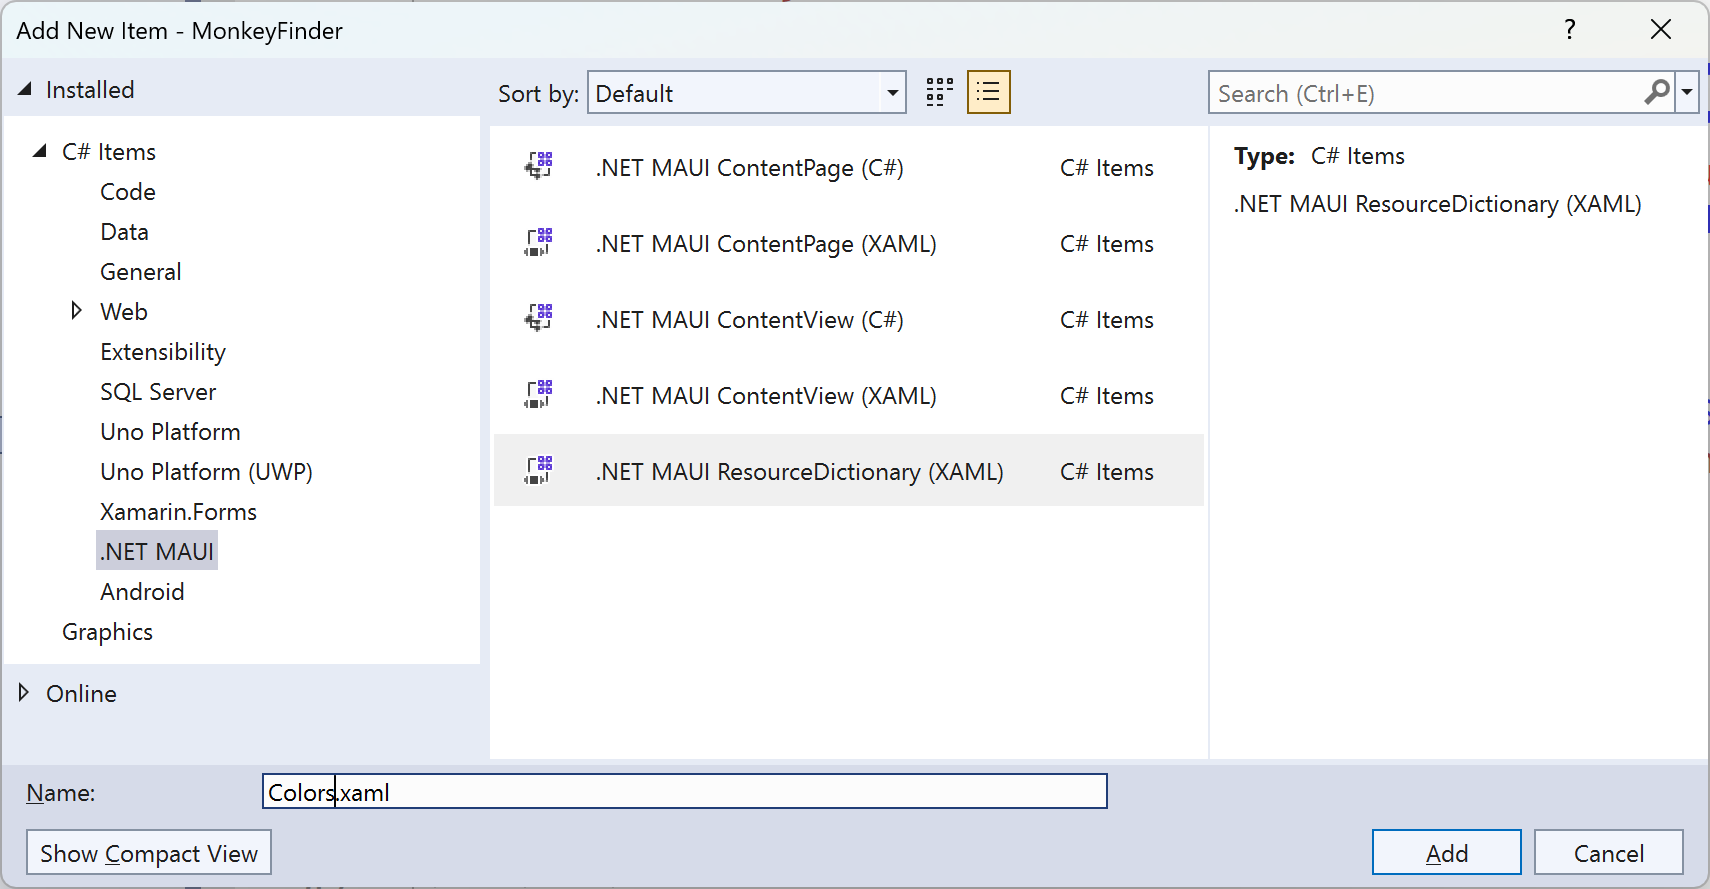 Add New Item - MonkeyFinder
?
Installed
Sort by: Default
Search (Ctrl+E)
C# Items
Code
Data
General
Web
Extensibility
SQL Server
Uno Platform
Uno Platform (UWP)
Xamarin.Forms
.NET MAUI
Android
Graphics
Online
.NET MAUI ContentPage (C#) C# Items
.NET MAUI ContentPage (XAML) C# Items
.NET MAUI ContentView (C#) C# Items
.NET MAUI ContentView (XAML) C# Items
.NET MAUI ResourceDictionary (XAML) C# Items
Type: C# Items
.NET MAUI ResourceDictionary (XAML)
Name: Colors.xaml
Show Compact View
Add
Cancel